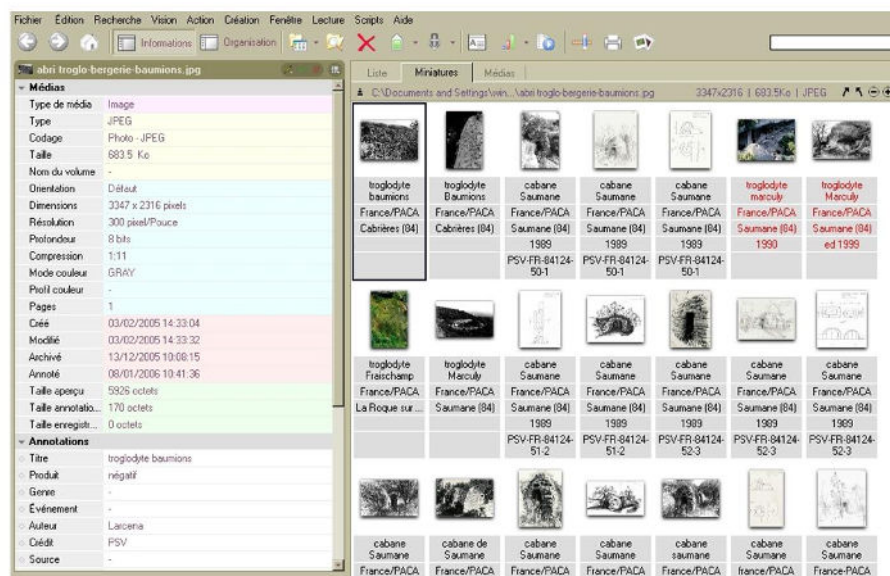 Fichier Édition Recherche Vision Action Création Fenêtre Lecture Scripts Aide
Informations Organisation
abri troglo-bergerie-baumions.jpg
Médias
Type de média Image
Type JPEG
Codage Photo - JPEG
Taille 683.5 Ko
Nom du volume -
Orientation Défaut
Dimensions 3347 x 2316 pixels
Résolution 300 pixel/Pouce
Profondeur 8 bits
Compression 1:11
Mode couleur GRAY
Profil couleur -
Pages 1
Créé 03/02/2005 14:33:04
Modifié 03/02/2005 14:33:32
Archivé 13/12/2005 10:08:15
Annoté 08/01/2006 10:41:36
Taille aperçu 5926 octets
Taille annotatio... 170 octets
Taille enregistr... 0 octets
Annotations
Titre troglodyte baumions
Produit négatif
Genre -
Événement -
Auteur Larcena
Crédit PSV
Source -
Liste Miniatures Médias
C:\Documents and Settings\win...\abri troglo-bergerie-baumions.jpg 3347x2316 | 683.5Ko | JPEG
troglodyte troglodyte cabane cabane cabane troglodyte troglodyte
baumions Baumions Saumane Saumane Saumane marculy Marculy
France/PACA France/PACA France/PACA France/PACA France/PACA France/PACA France/PACA
Cabrières (84) Cabrières (84) Saumane (84) Saumane (84) Saumane (84) Saumane (84) Saumane (84)
1989 1989 1989 1990 ed 1999
PSV-FR-84124- PSV-FR-84124- PSV-FR-84124-
50-1 50-1 50-1
troglodyte troglodyte cabane cabane cabane cabane cabane
Fraischamp Marculy Saumane Saumane Saumane Saumane Saumane
France/PACA France/PACA France/PACA France/PACA France/PACA France/PACA France/PACA
La Roque sur ... Saumane (84) Saumane (84) Saumane (84) Saumane (84) Saumane (84) Saumane (84)
1989 1989 1989 1989 1989
PSV-FR-84124- PSV-FR-84124- PSV-FR-84124- PSV-FR-84124- PSV-FR-84124-
51-2 51-2 52-3 52-3 52-3
cabane cabane de cabane cabane cabane cabane cabane
Saumane Saumane Saumane Saumane saumane Saumane Saumane
France/PACA France/PACA France/PACA France/PACA France/PACA france/PACA France-PACA